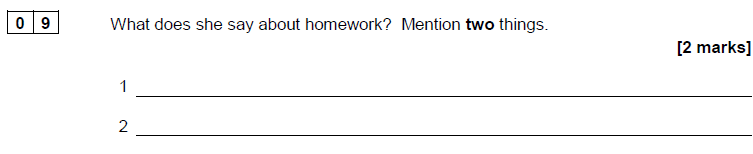 0 9 What does she say about homework? Mention two things.
[2 marks]
1
2